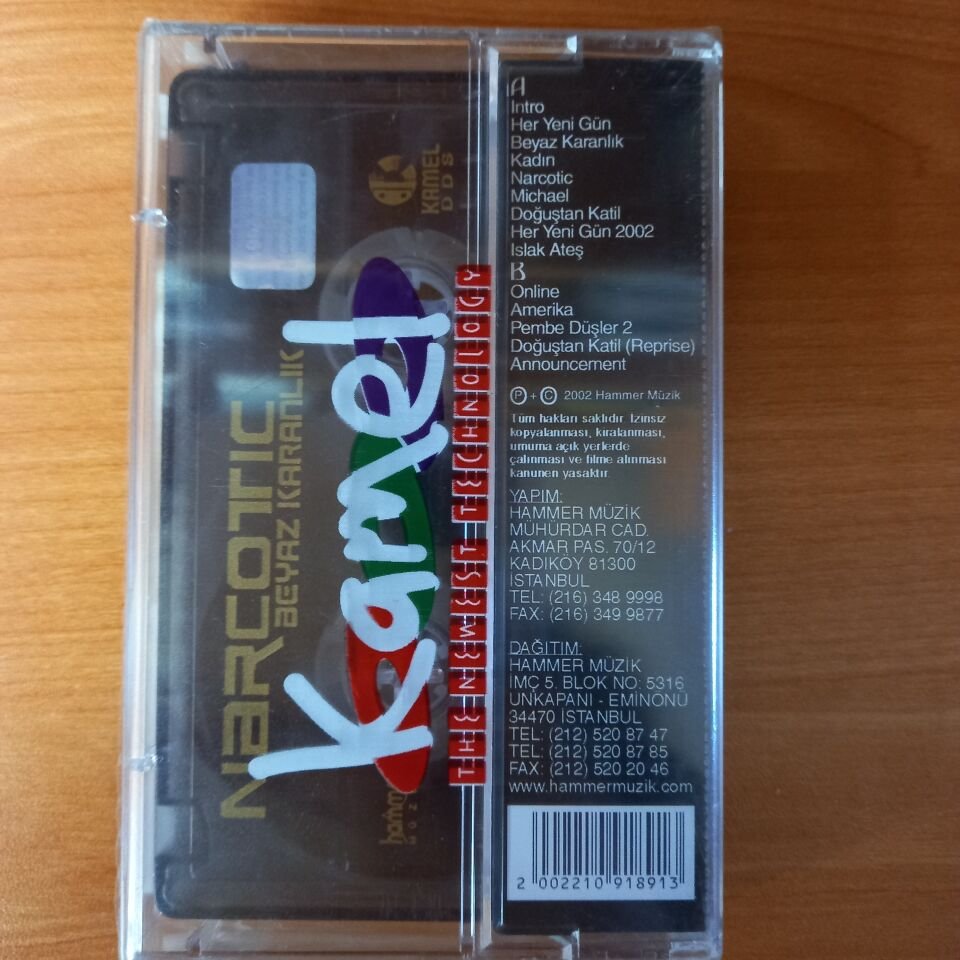 NARCOTIC
BEYAZ KARANLIK
KAMEL
DDS
Kamel
THE NEWEST TECHNOLOGY
A
Intro
Her Yeni Gün
Beyaz Karanlık
Kadın
Narcotic
Michael
Doğuştan Katil
Her Yeni Gün 2002
Islak Ateş
B
Online
Amerika
Pembe Düşler 2
Doğuştan Katil (Reprise)
Announcement
Ⓟ + © 2002 Hammer Müzik
Tüm hakları saklıdır. İzinsiz
kopyalanması, kiralanması,
umuma açık yerlerde
çalınması ve filme alınması
kanunen yasaktır.
YAPIM:
HAMMER MÜZİK
MÜHÜRDAR CAD.
AKMAR PAS. 70/12
KADIKÖY 81300
İSTANBUL
TEL: (216) 348 9998
FAX: (216) 349 9877
DAĞITIM:
HAMMER MÜZİK
İMÇ 5. BLOK NO: 5316
UNKAPANI - EMİNÖNÜ
34470 İSTANBUL
TEL: (212) 520 87 47
TEL: (212) 520 87 85
FAX: (212) 520 20 46
www.hammermuzik.com
2 002210 918913